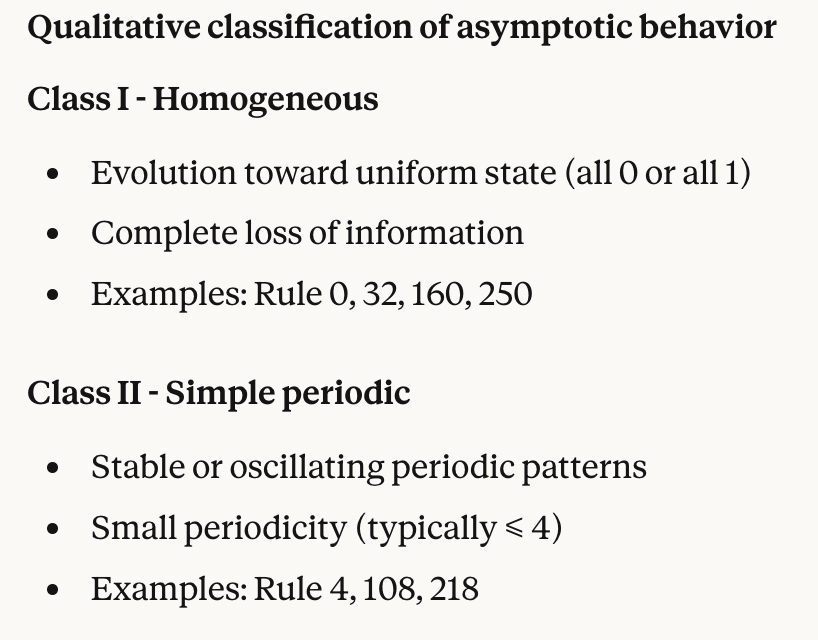 Qualitative classification of asymptotic behavior
Class I - Homogeneous
• Evolution toward uniform state (all 0 or all 1)
• Complete loss of information
• Examples: Rule 0, 32, 160, 250
Class II - Simple periodic
• Stable or oscillating periodic patterns
• Small periodicity (typically ⩽ 4)
• Examples: Rule 4, 108, 218